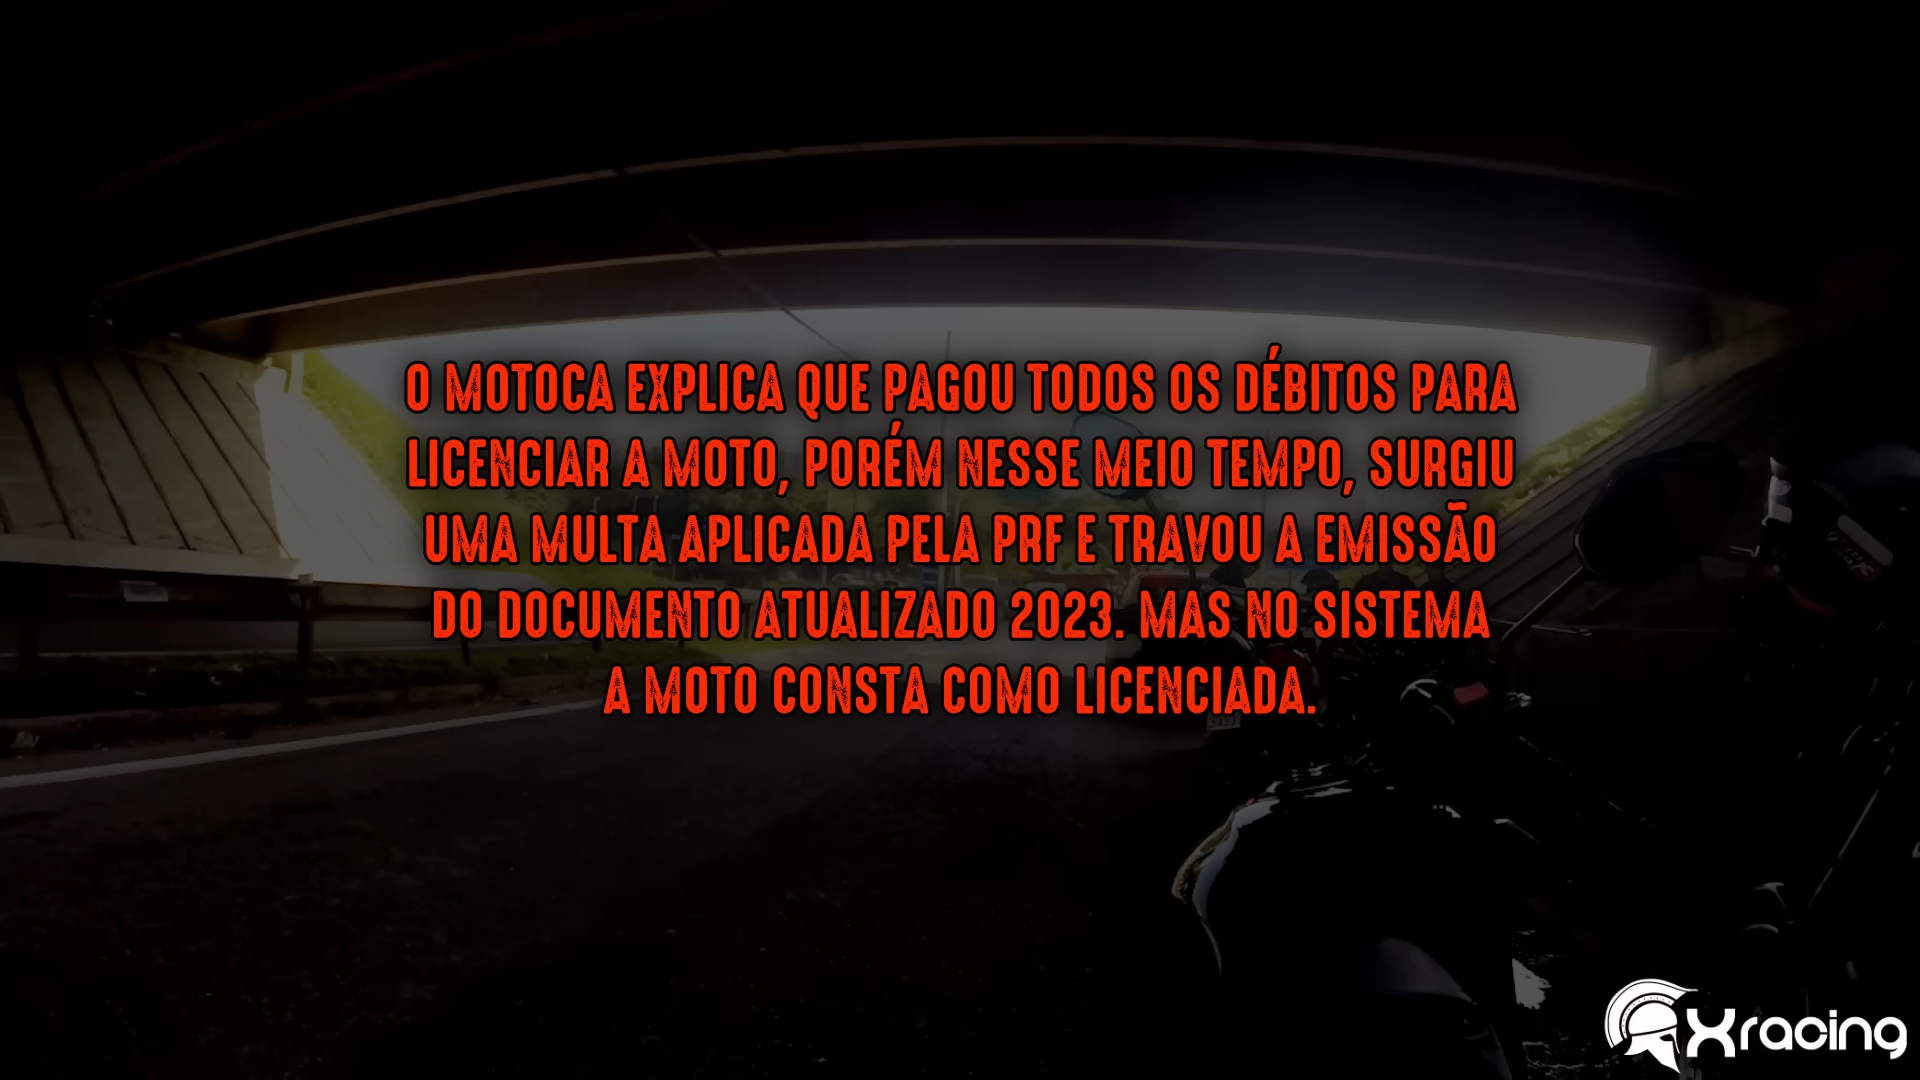 O MOTOCA EXPLICA QUE PAGOU TODOS OS DÉBITOS PARA
LICENCIAR A MOTO, PORÉM NESSE MEIO TEMPO, SURGIU
UMA MULTA APLICADA PELA PRF E TRAVOU A EMISSÃO
DO DOCUMENTO ATUALIZADO 2023. MAS NO SISTEMA
A MOTO CONSTA COMO LICENCIADA.
Xracing